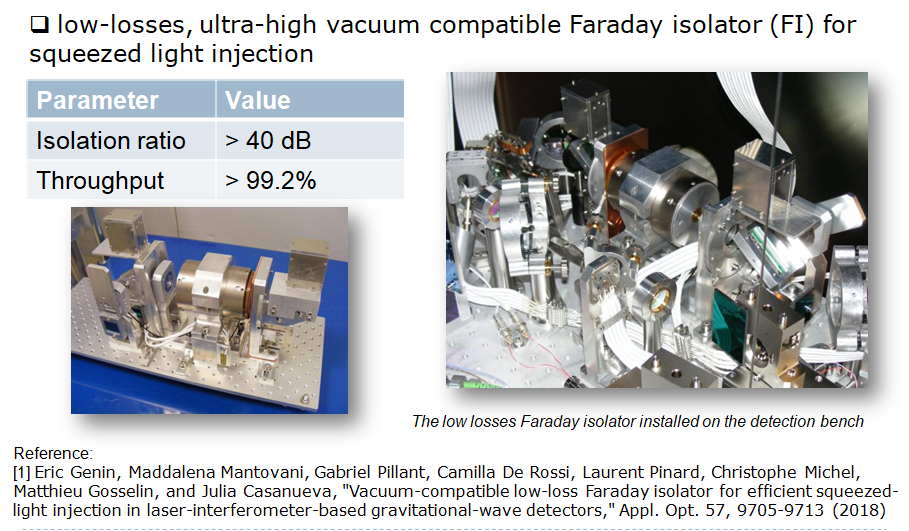 ❑ low-losses, ultra-high vacuum compatible Faraday isolator (FI) for
squeezed light injection
Parameter Value
Isolation ratio > 40 dB
Throughput > 99.2%
The low losses Faraday isolator installed on the detection bench
Reference:
[1] Eric Genin, Maddalena Mantovani, Gabriel Pillant, Camilla De Rossi, Laurent Pinard, Christophe Michel,
Matthieu Gosselin, and Julia Casanueva, "Vacuum-compatible low-loss Faraday isolator for efficient squeezed-
light injection in laser-interferometer-based gravitational-wave detectors," Appl. Opt. 57, 9705-9713 (2018)